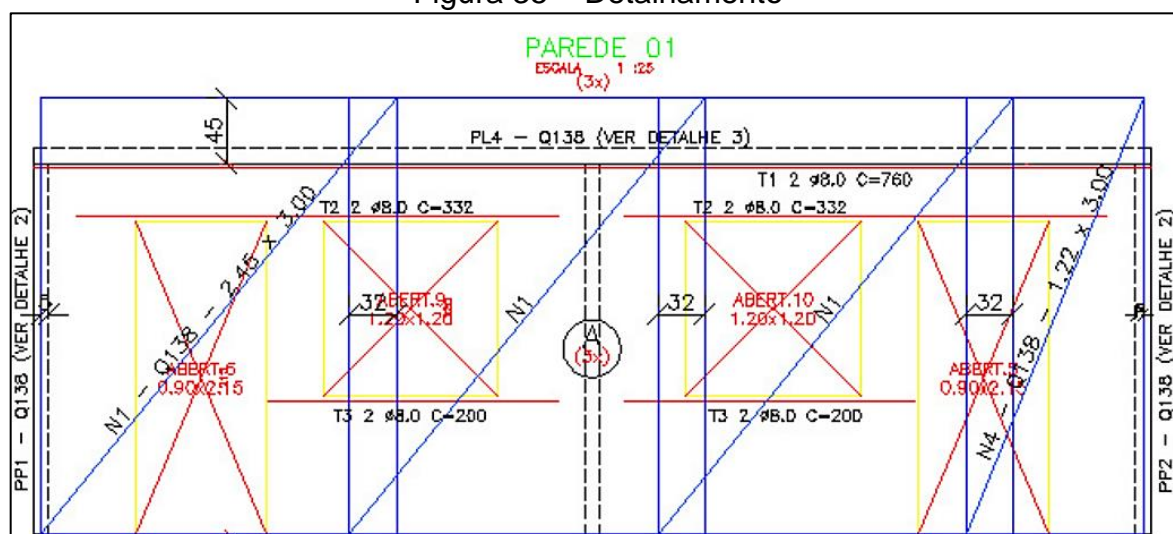 PAREDE 01
ESCALA 1 :25
(3x)
45
PL4 - Q138 (VER DETALHE 3)
T1 2 ø8.0 C=760
T2 2 ø8.0 C=332
T2 2 ø8.0 C=332
PP1 - Q138 (VER DETALHE 2)
N1 - Q138 - 2.45 x 3.00
32
ABERT.9
1.20x1.20
N1
A
(3x)
32
ABERT.10
1.20x1.20
N1
32
N4 - Q138 - 1.22 x 3.00
PP2 - Q138 (VER DETALHE 2)
ABERT.6
0.90x2.15
ABERT.
0.90x2.15
T3 2 ø8.0 C=200
T3 2 ø8.0 C=200